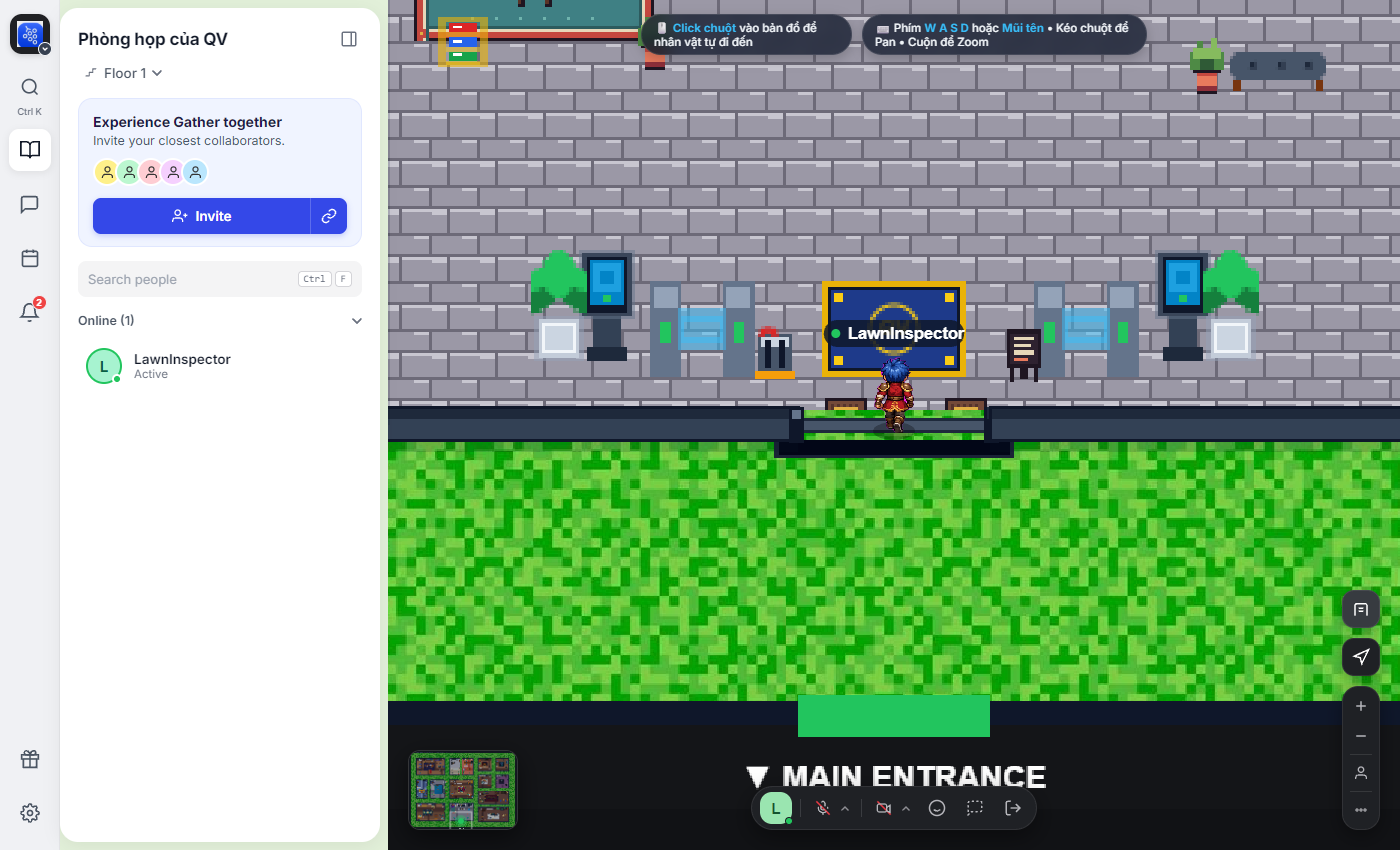 Phòng họp của QV
Floor 1
Ctrl K
Experience Gather together
Invite your closest collaborators.
Invite
Search people
Ctrl F
2
Online (1)
L
LawnInspector
Active
Click chuột vào bản đồ để
nhân vật tự đi đến
Phím W A S D hoặc Mũi tên • Kéo chuột để
Pan • Cuộn để Zoom
LawnInspector
▼ MAIN ENTRANCE
L